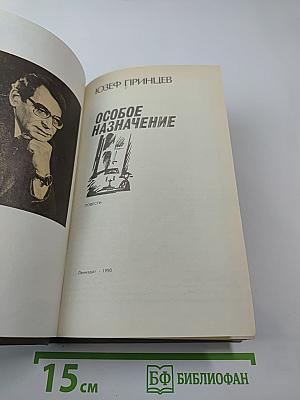 ЮЗЕФ ПРИНЦЕВ
ОСОБОЕ
НАЗНАЧЕНИЕ
повести
Лениздат · 1990
15 см
БФ БИБЛИОФАН